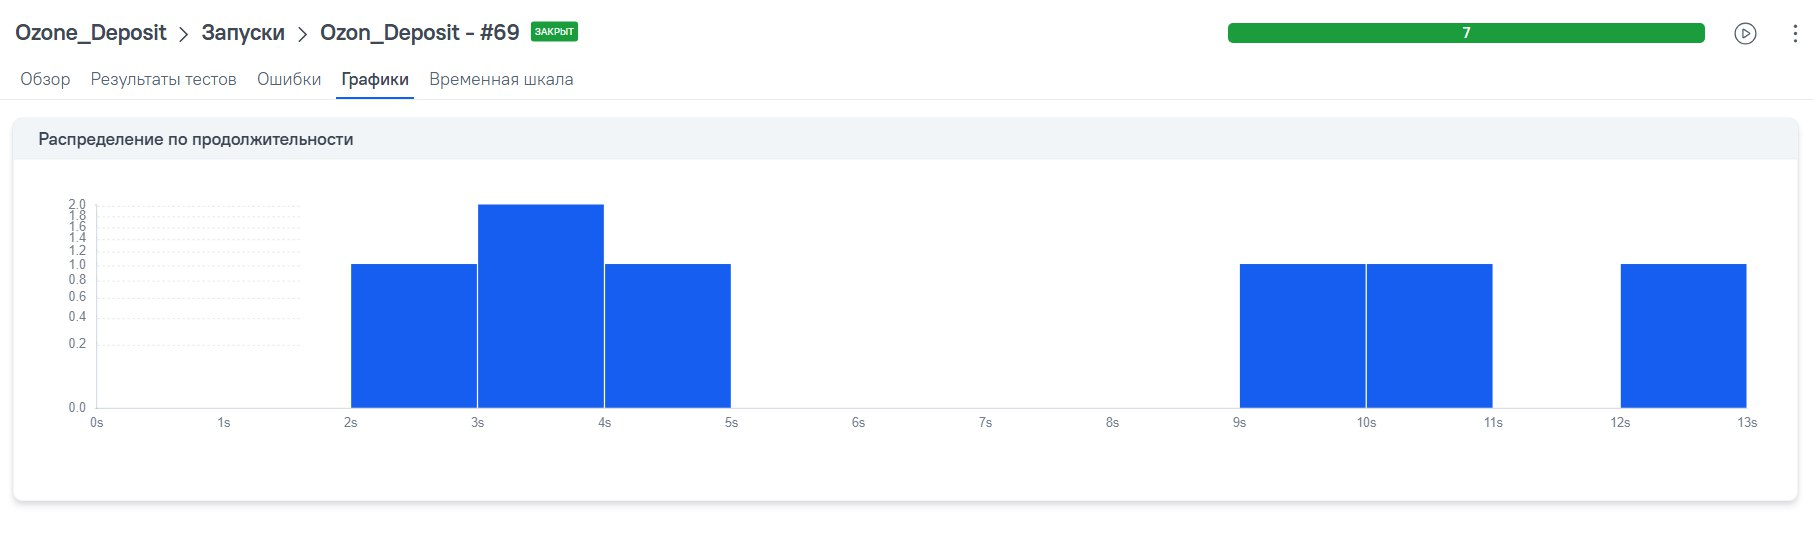 Ozone_Deposit > Запуски > Ozon_Deposit - #69 ЗАКРЫТ 7
Обзор Результаты тестов Ошибки Графики Временная шкала
Распределение по продолжительности
2.0
1.8
1.6
1.4
1.2
1.0
0.8
0.6
0.4
0.2
0.0
0s 1s 2s 3s 4s 5s 6s 7s 8s 9s 10s 11s 12s 13s